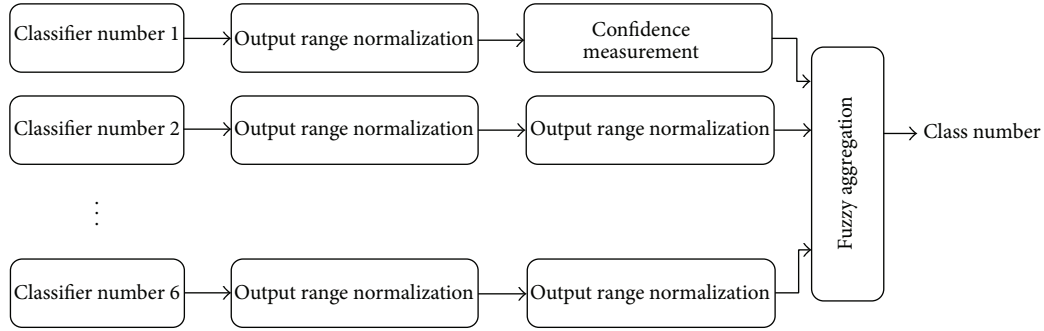 Classifier number 1
Output range normalization
Confidence
measurement
Classifier number 2
Output range normalization
Output range normalization
Fuzzy aggregation
Class number
Classifier number 6
Output range normalization
Output range normalization